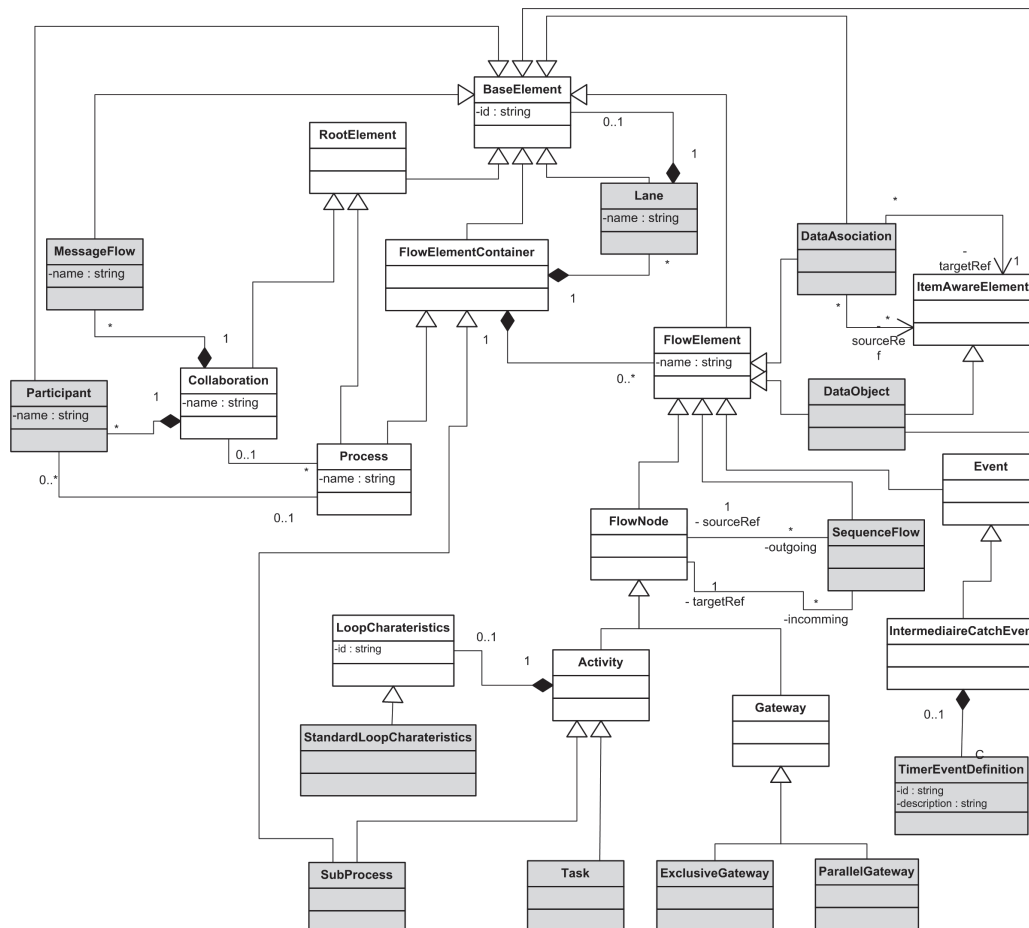 BaseElement
-id : string
0..1
1
RootElement
Lane
-name : string
*
*
DataAsociation
-
targetRef
1
MessageFlow
-name : string
FlowElementContainer
1
ItemAwareElement
*
*
-
sourceRe
f
*
1
1
FlowElement
-name : string
0..*
Collaboration
-name : string
Participant
-name : string
1
*
DataObject
0..1
*
Process
-name : string
0..*
0..1
Event
1
- sourceRef
FlowNode
*
-outgoing
SequenceFlow
1
- targetRef
*
-incomming
LoopCharateristics
-id : string
0..1
1
Activity
IntermediaireCatchEven
Gateway
0..1
StandardLoopCharateristics
C
TimerEventDefinition
-id : string
-description : string
SubProcess
Task
ExclusiveGateway
ParallelGateway